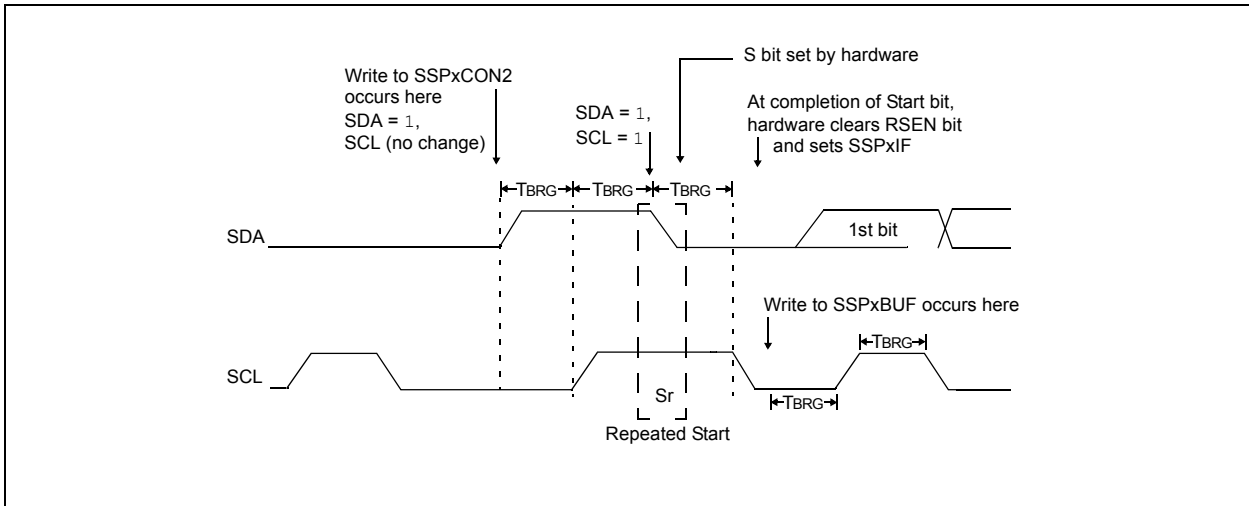 S bit set by hardware
Write to SSPxCON2
occurs here
SDA = 1,
SCL (no change)
SDA = 1,
SCL = 1
At completion of Start bit,
hardware clears RSEN bit
and sets SSPxIF
TBRG TBRG TBRG
SDA
1st bit
Write to SSPxBUF occurs here
TBRG
SCL
Sr
TBRG
Repeated Start